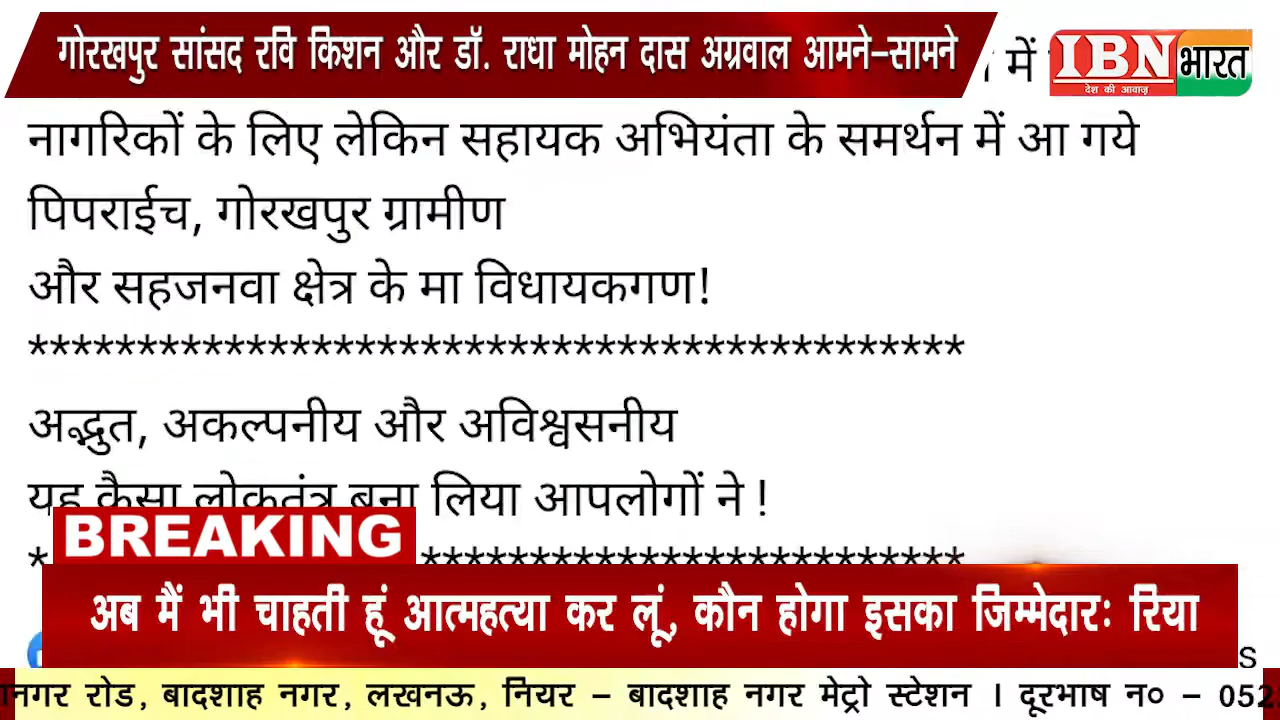 गोरखपुर सांसद रवि किशन और डॉ. राधा मोहन दास अग्रवाल आमने-सामने
में
IBN भारत
देश की आवाज़
नागरिकों के लिए लेकिन सहायक अभियंता के समर्थन में आ गये
पिपराईच, गोरखपुर ग्रामीण
और सहजनवा क्षेत्र के मा विधायकगण!
*******************************************
अद्भुत, अकल्पनीय और अविश्वसनीय
यह कैसा लोकतंत्र बना लिया आपलोगों ने !
BREAKING
*************************
अब मैं भी चाहती हूं आत्महत्या कर लूं, कौन होगा इसका जिम्मेदारः रिया
नगर रोड, बादशाह नगर, लखनऊ, नियर – बादशाह नगर मेट्रो स्टेशन । दूरभाष न० – 052